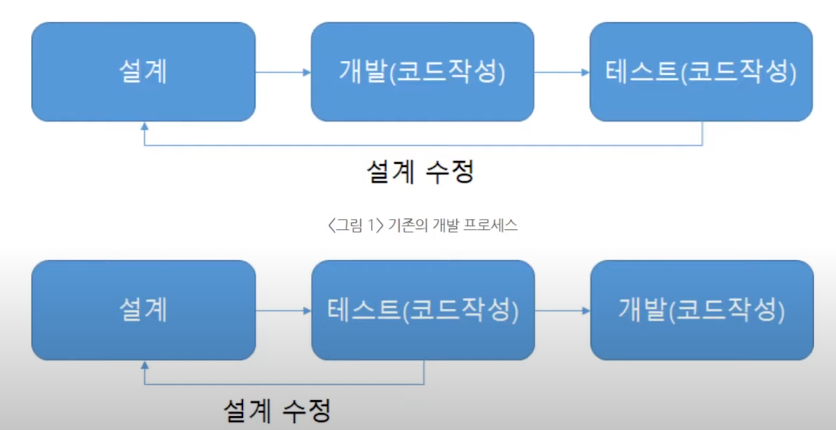 설계
개발(코드작성)
테스트(코드작성)
설계 수정
<그림 1> 기존의 개발 프로세스
설계
테스트(코드작성)
개발(코드작성)
설계 수정